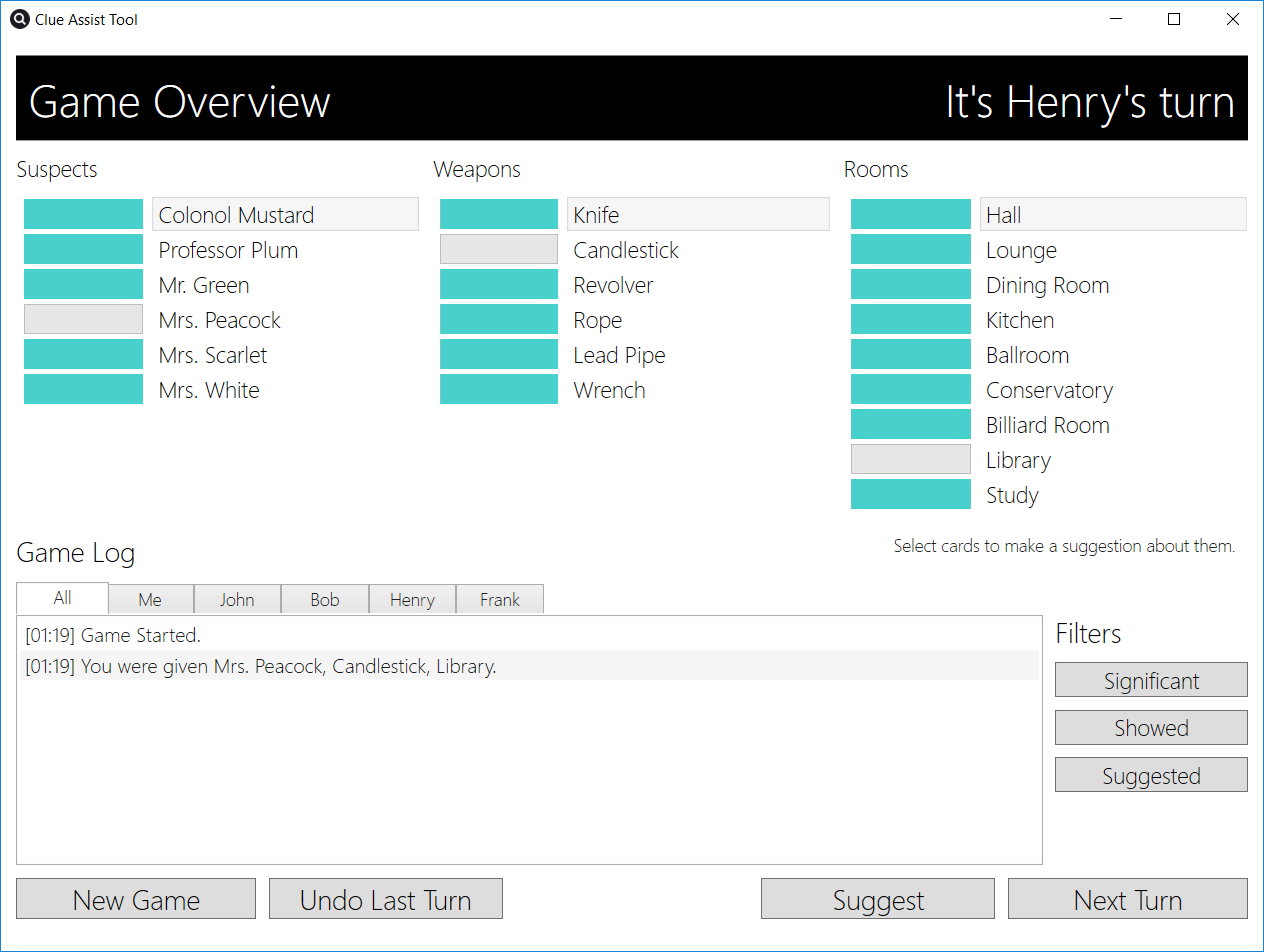 Clue Assist Tool
Game Overview
It's Henry's turn
Suspects
Colonol Mustard
Professor Plum
Mr. Green
Mrs. Peacock
Mrs. Scarlet
Mrs. White
Weapons
Knife
Candlestick
Revolver
Rope
Lead Pipe
Wrench
Rooms
Hall
Lounge
Dining Room
Kitchen
Ballroom
Conservatory
Billiard Room
Library
Study
Select cards to make a suggestion about them.
Game Log
All
Me
John
Bob
Henry
Frank
[01:19] Game Started.
[01:19] You were given Mrs. Peacock, Candlestick, Library.
Filters
Significant
Showed
Suggested
New Game
Undo Last Turn
Suggest
Next Turn